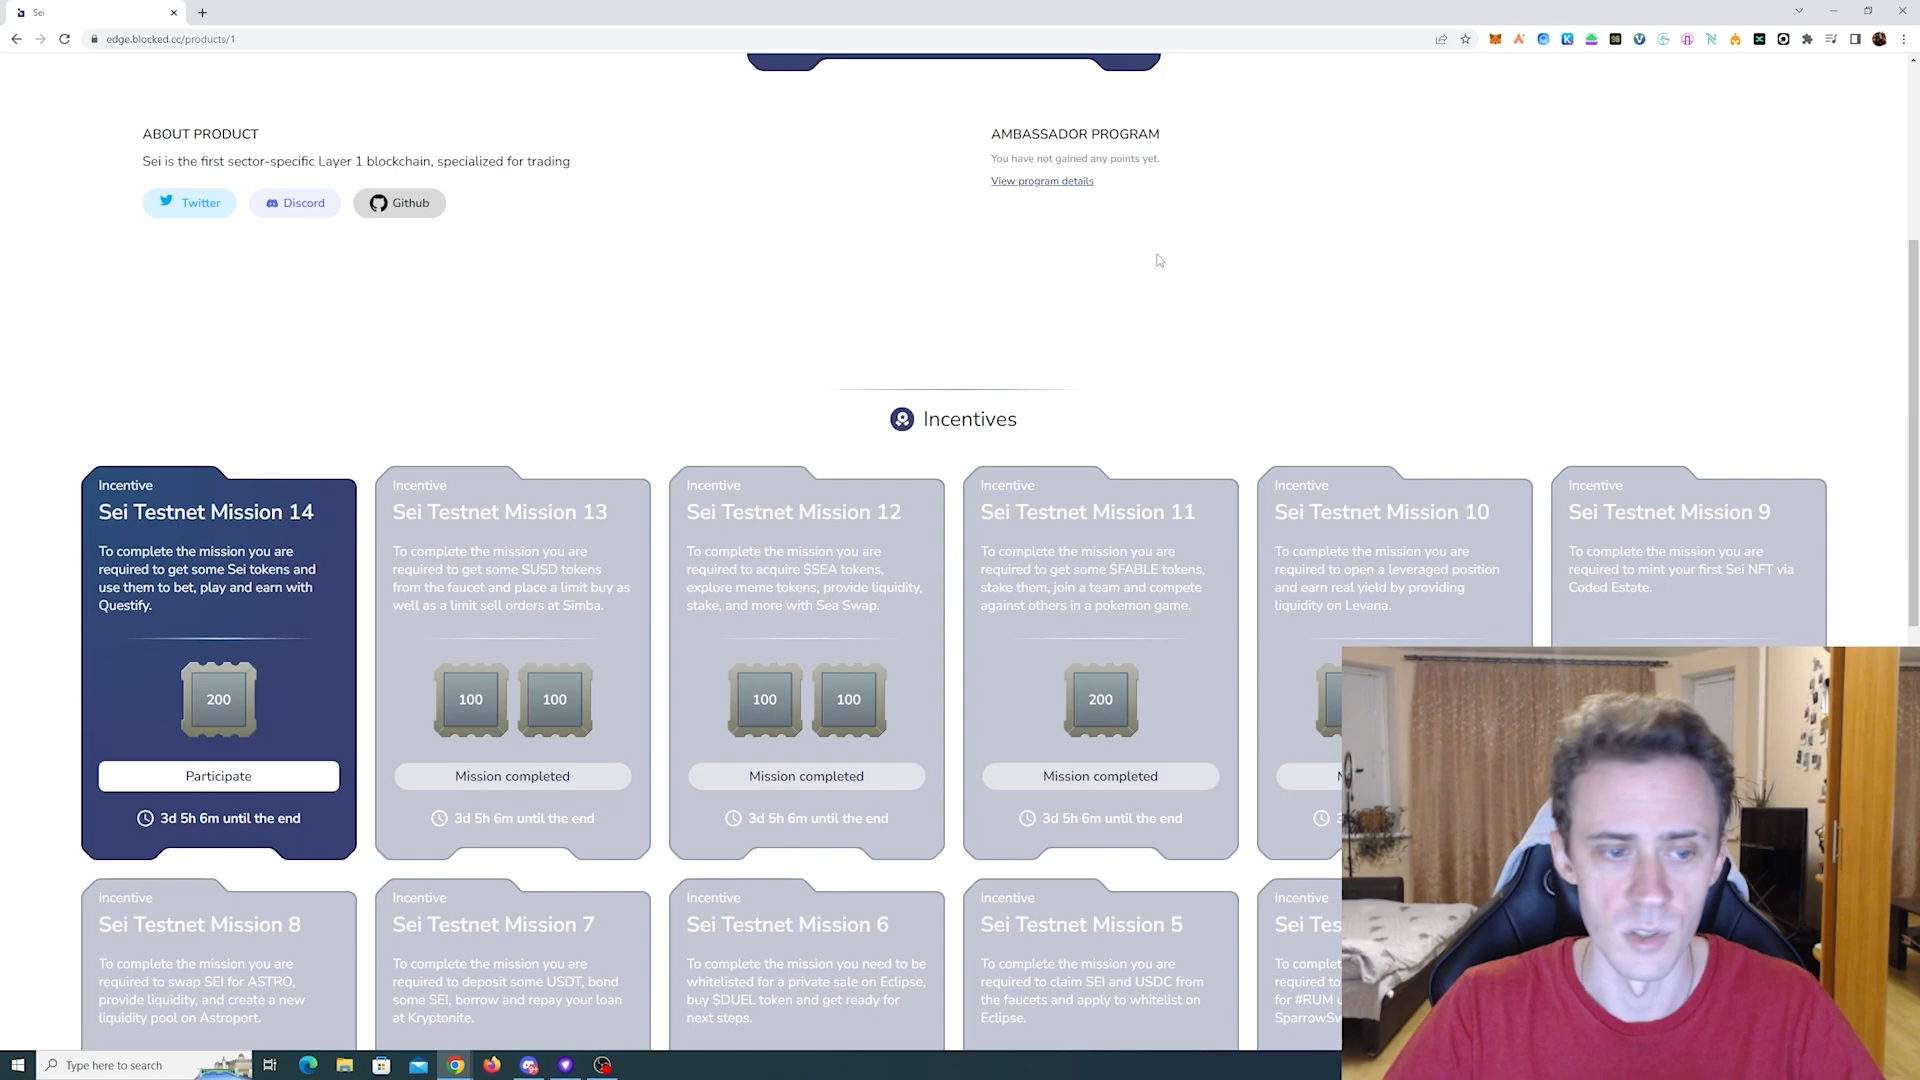 Sei
edge.blocked.cc/products/1
ABOUT PRODUCT
Sei is the first sector-specific Layer 1 blockchain, specialized for trading
Twitter
Discord
Github
AMBASSADOR PROGRAM
You have not gained any points yet.
View program details
Incentives
Incentive
Sei Testnet Mission 14
To complete the mission you are
required to get some Sei tokens and
use them to bet, play and earn with
Questify.
200
Participate
3d 5h 6m until the end
Incentive
Sei Testnet Mission 13
To complete the mission you are
required to get some SUSD tokens
from the faucet and place a limit buy as
well as a limit sell orders at Simba.
100
100
Mission completed
3d 5h 6m until the end
Incentive
Sei Testnet Mission 12
To complete the mission you are
required to acquire $SEA tokens,
explore meme tokens, provide liquidity,
stake, and more with Sea Swap.
100
100
Mission completed
3d 5h 6m until the end
Incentive
Sei Testnet Mission 11
To complete the mission you are
required to get some $FABLE tokens,
stake them, join a team and compete
against others in a pokemon game.
200
Mission completed
3d 5h 6m until the end
Incentive
Sei Testnet Mission 10
To complete the mission you are
required to open a leveraged position
and earn real yield by providing
liquidity on Levana.
Incentive
Sei Testnet Mission 9
To complete the mission you are
required to mint your first Sei NFT via
Coded Estate.
Incentive
Sei Testnet Mission 8
To complete the mission you are
required to swap SEI for ASTRO,
provide liquidity, and create a new
liquidity pool on Astroport.
Incentive
Sei Testnet Mission 7
To complete the mission you are
required to deposit some USDT, bond
some SEI, borrow and repay your loan
at Kryptonite.
Incentive
Sei Testnet Mission 6
To complete the mission you need to be
whitelisted for a private sale on Eclipse,
buy $DUEL token and get ready for
next steps.
Incentive
Sei Testnet Mission 5
To complete the mission you are
required to claim SEI and USDC from
the faucets and apply to whitelist on
Eclipse.
Incentive
Sei Tes
To complet
required to
for #RUM
SparrowSw
Type here to search